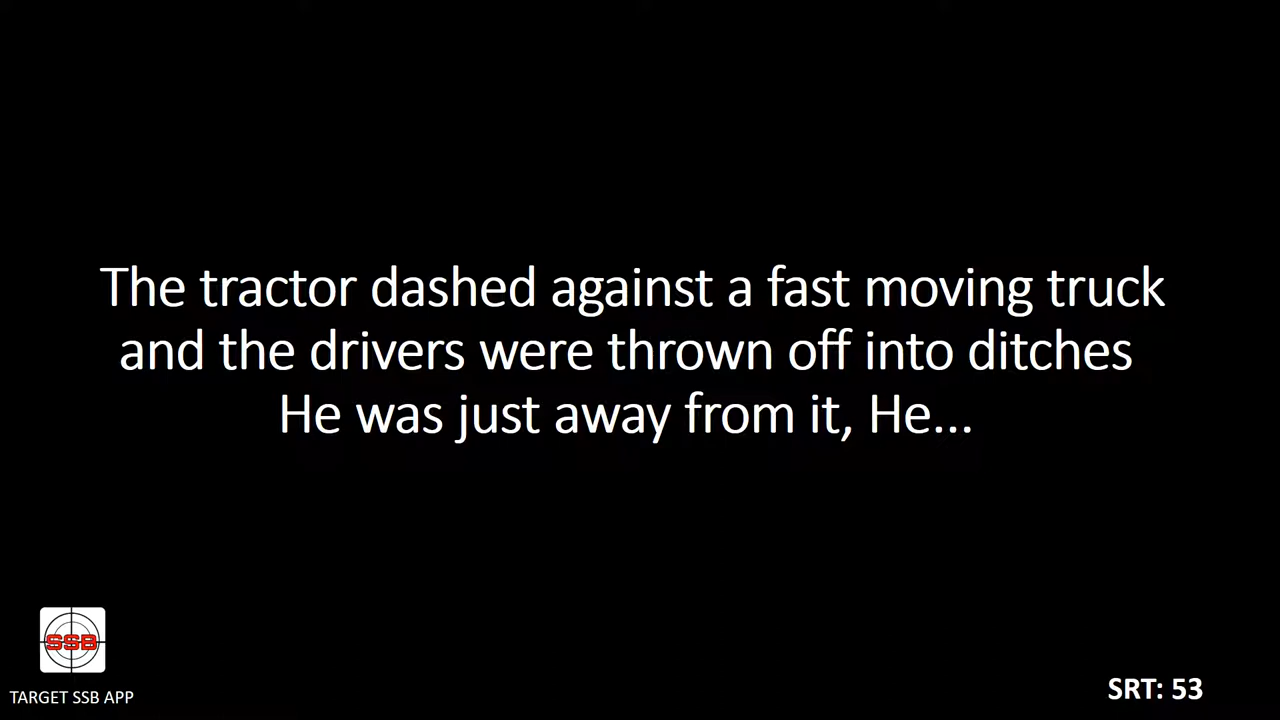 The tractor dashed against a fast moving truck
and the drivers were thrown off into ditches
He was just away from it, He...
SSB
TARGET SSB APP
SRT: 53